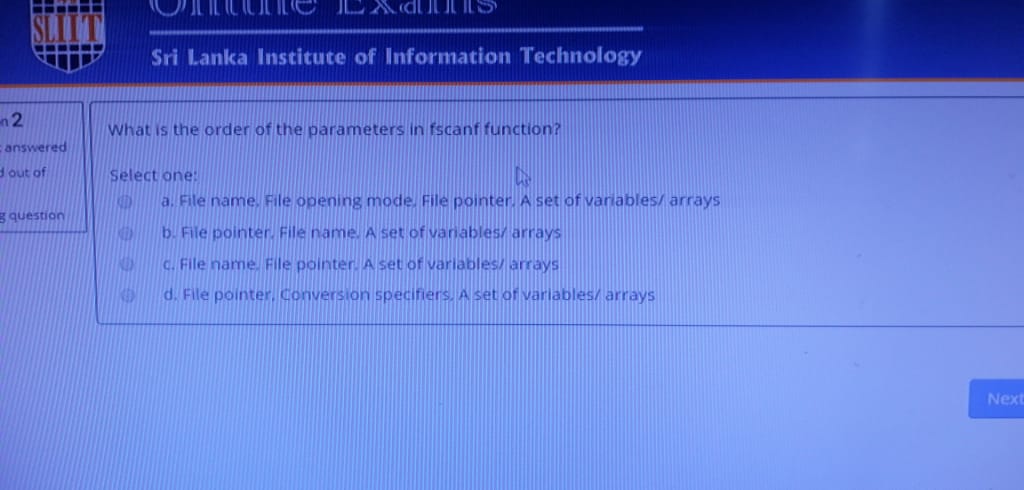 SLIIT
Online Exams
Sri Lanka Institute of Information Technology
n 2
answered
d out of
g question
What is the order of the parameters in fscanf function?
Select one:
a. File name, File opening mode, File pointer, A set of variables/ arrays
b. File pointer, File name, A set of variables/ arrays
c. File name, File pointer, A set of variables/ arrays
d. File pointer, Conversion specifiers, A set of variables/ arrays
Next